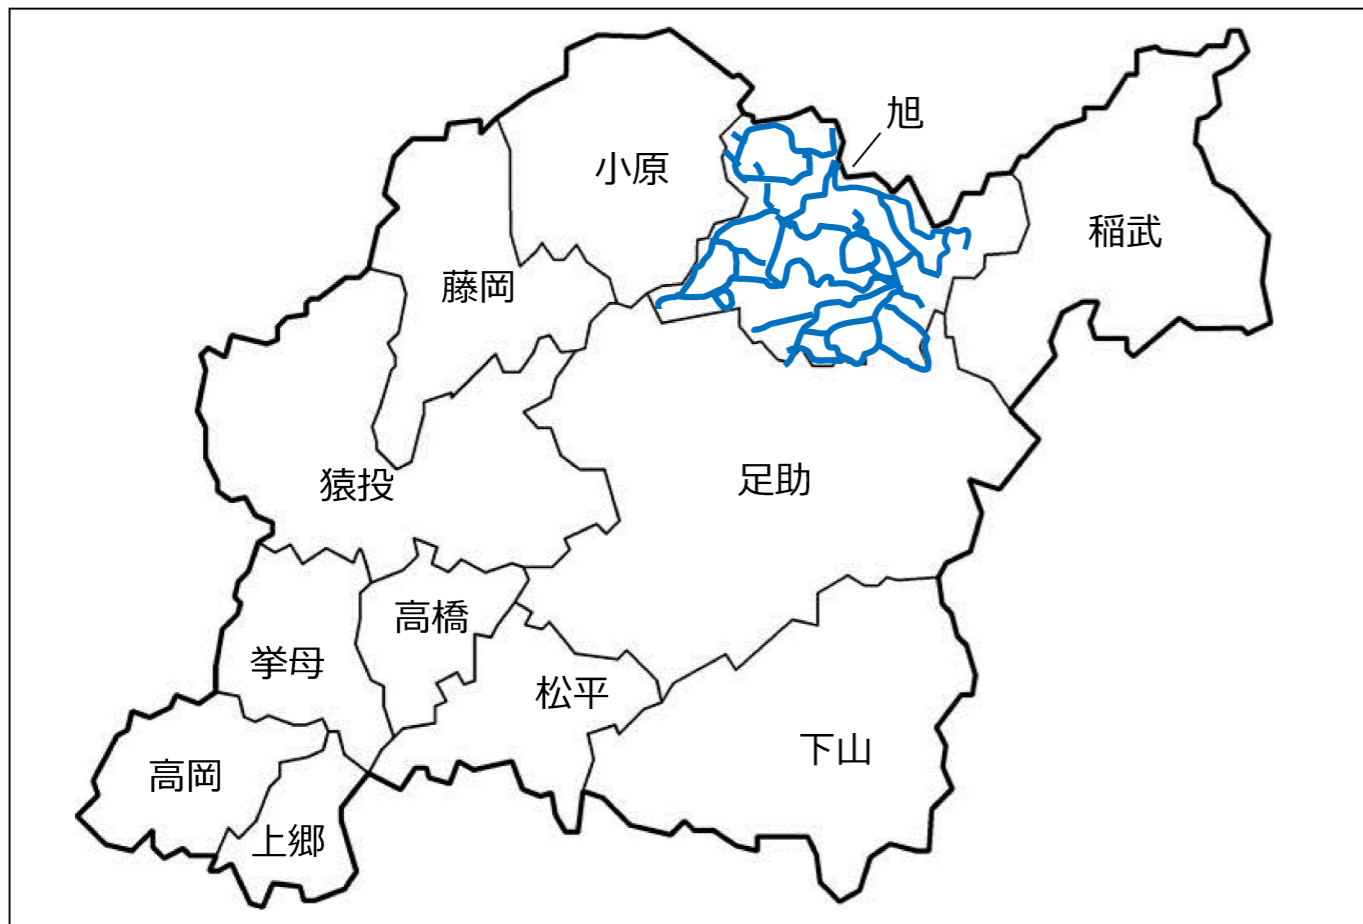 旭
小原
稲武
藤岡
足助
猿投
高橋
挙母
松平
下山
高岡
上郷